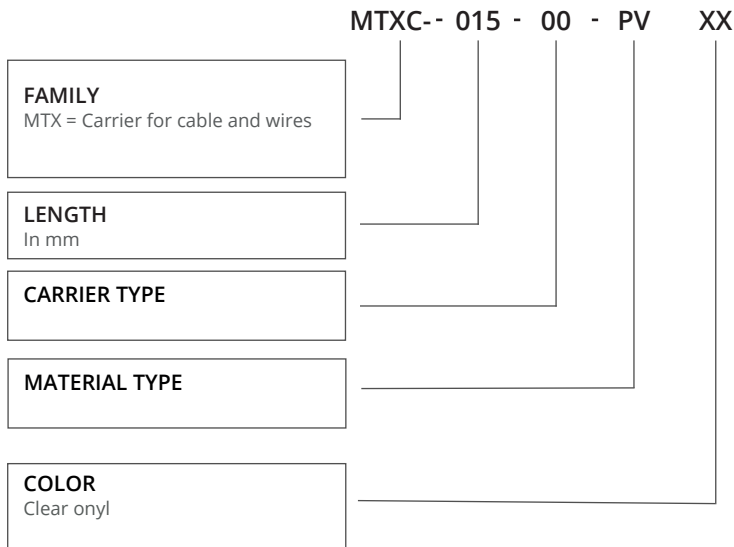 MTXC- - 015 - 00 - PV XX
FAMILY
MTX = Carrier for cable and wires
LENGTH
In mm
CARRIER TYPE
MATERIAL TYPE
COLOR
Clear onyl